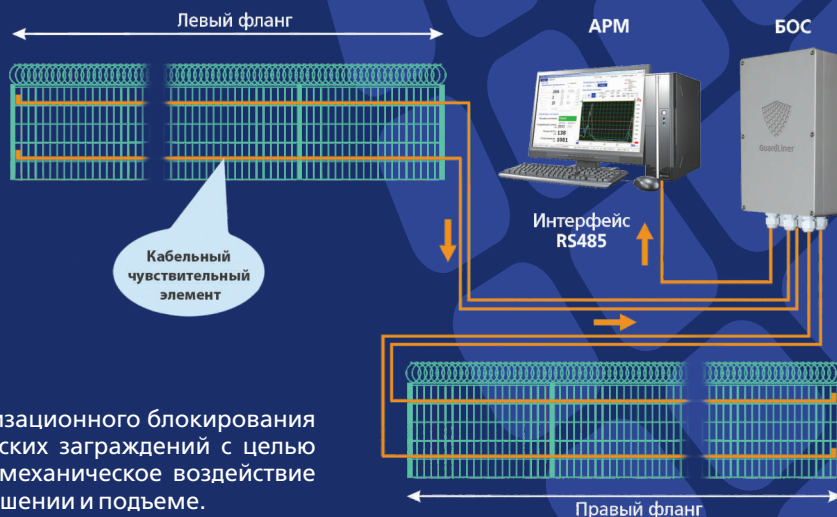 Левый фланг
АРМ
БОС
GuardLiner
Интерфейс
RS485
Кабельный
чувствительный
элемент
изационного блокирования
ских заграждений с целью
механическое воздействие
шении и подъеме.
Правый фланг